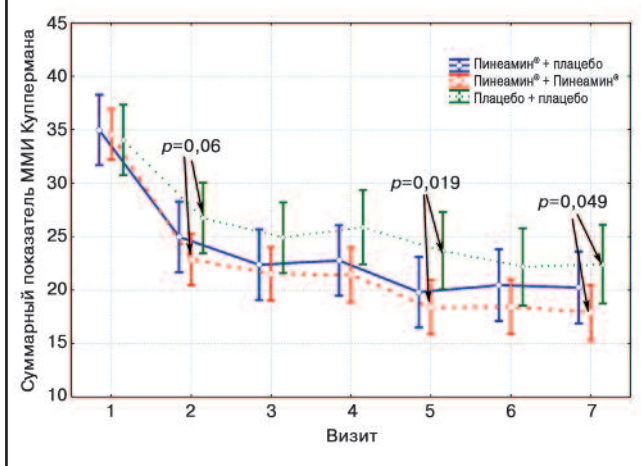 Суммарный показатель ММИ Куппермана
45
40
35
30
25
20
15
10
Пинеамин® + плацебо
Пинеамин® + Пинеамин®
Плацебо + плацебо
p=0,06
p=0,019
p=0,049
1 2 3 4 5 6 7
Визит